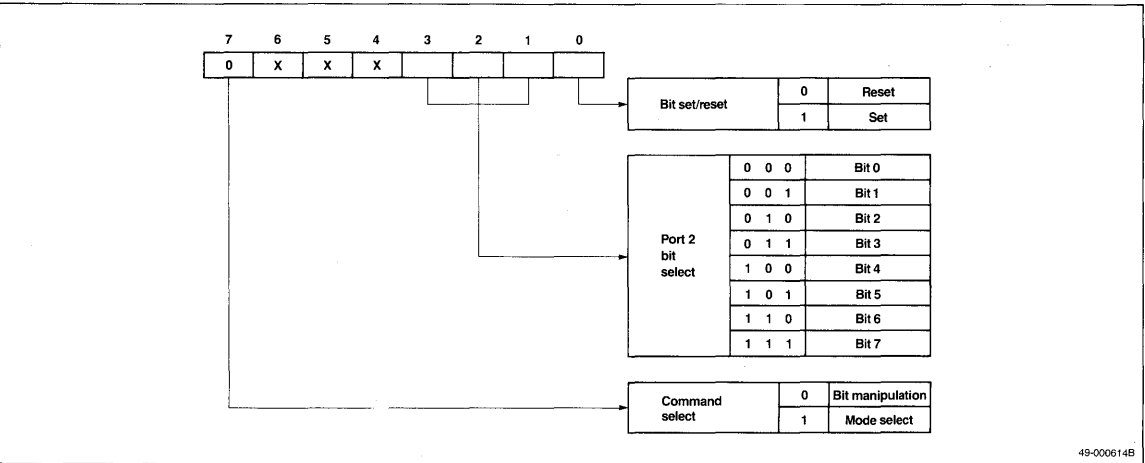 7 6 5 4 3 2 1 0
0 X X X
Bit set/reset
0 Reset
1 Set
Port 2
bit
select
0 0 0 Bit 0
0 0 1 Bit 1
0 1 0 Bit 2
0 1 1 Bit 3
1 0 0 Bit 4
1 0 1 Bit 5
1 1 0 Bit 6
1 1 1 Bit 7
Command
select
0 Bit manipulation
1 Mode select
49-000614B